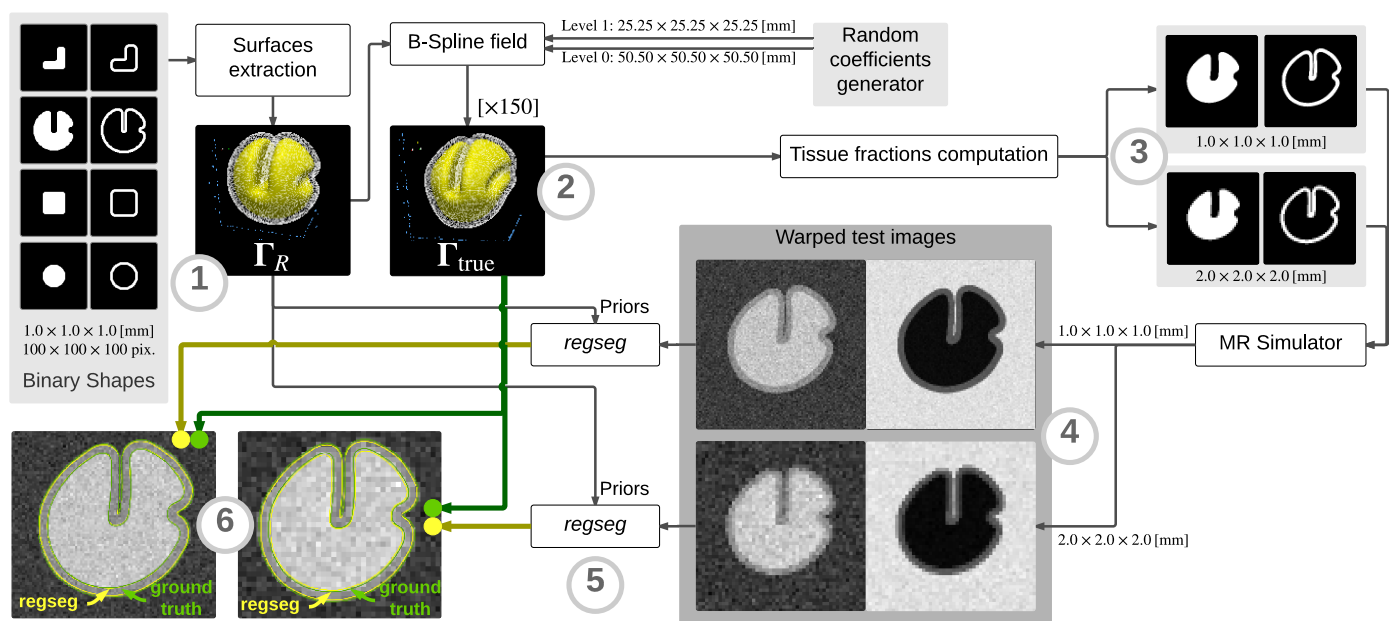 Surfaces
extraction
B-Spline field
Level 1: 25.25 × 25.25 × 25.25 [mm]
Level 0: 50.50 × 50.50 × 50.50 [mm]
Random
coefficients
generator
[×150]
Γ_R
Γ_true
1
2
Tissue fractions computation
3
1.0 × 1.0 × 1.0 [mm]
2.0 × 2.0 × 2.0 [mm]
1.0 × 1.0 × 1.0 [mm]
100 × 100 × 100 pix.
Binary Shapes
Warped test images
Priors
regseg
1.0 × 1.0 × 1.0 [mm]
MR Simulator
4
Priors
regseg
2.0 × 2.0 × 2.0 [mm]
5
6
regseg
ground
truth
regseg
ground
truth